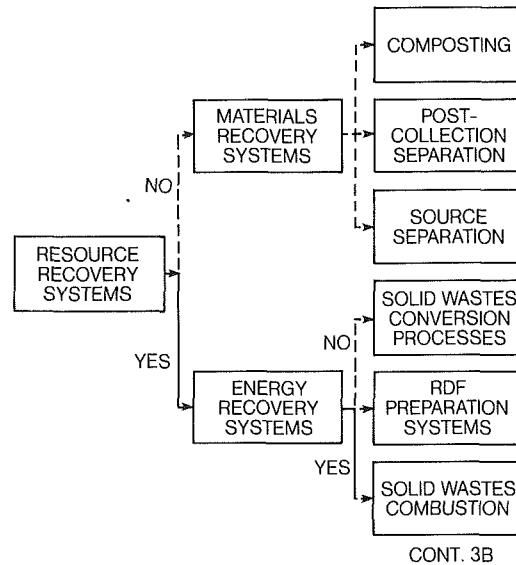 COMPOSTING
MATERIALS
RECOVERY
SYSTEMS
POST-
COLLECTION
SEPARATION
NO
SOURCE
SEPARATION
RESOURCE
RECOVERY
SYSTEMS
SOLID WASTES
CONVERSION
PROCESSES
NO
YES
ENERGY
RECOVERY
SYSTEMS
RDF
PREPARATION
SYSTEMS
YES
SOLID WASTES
COMBUSTION
CONT. 3B